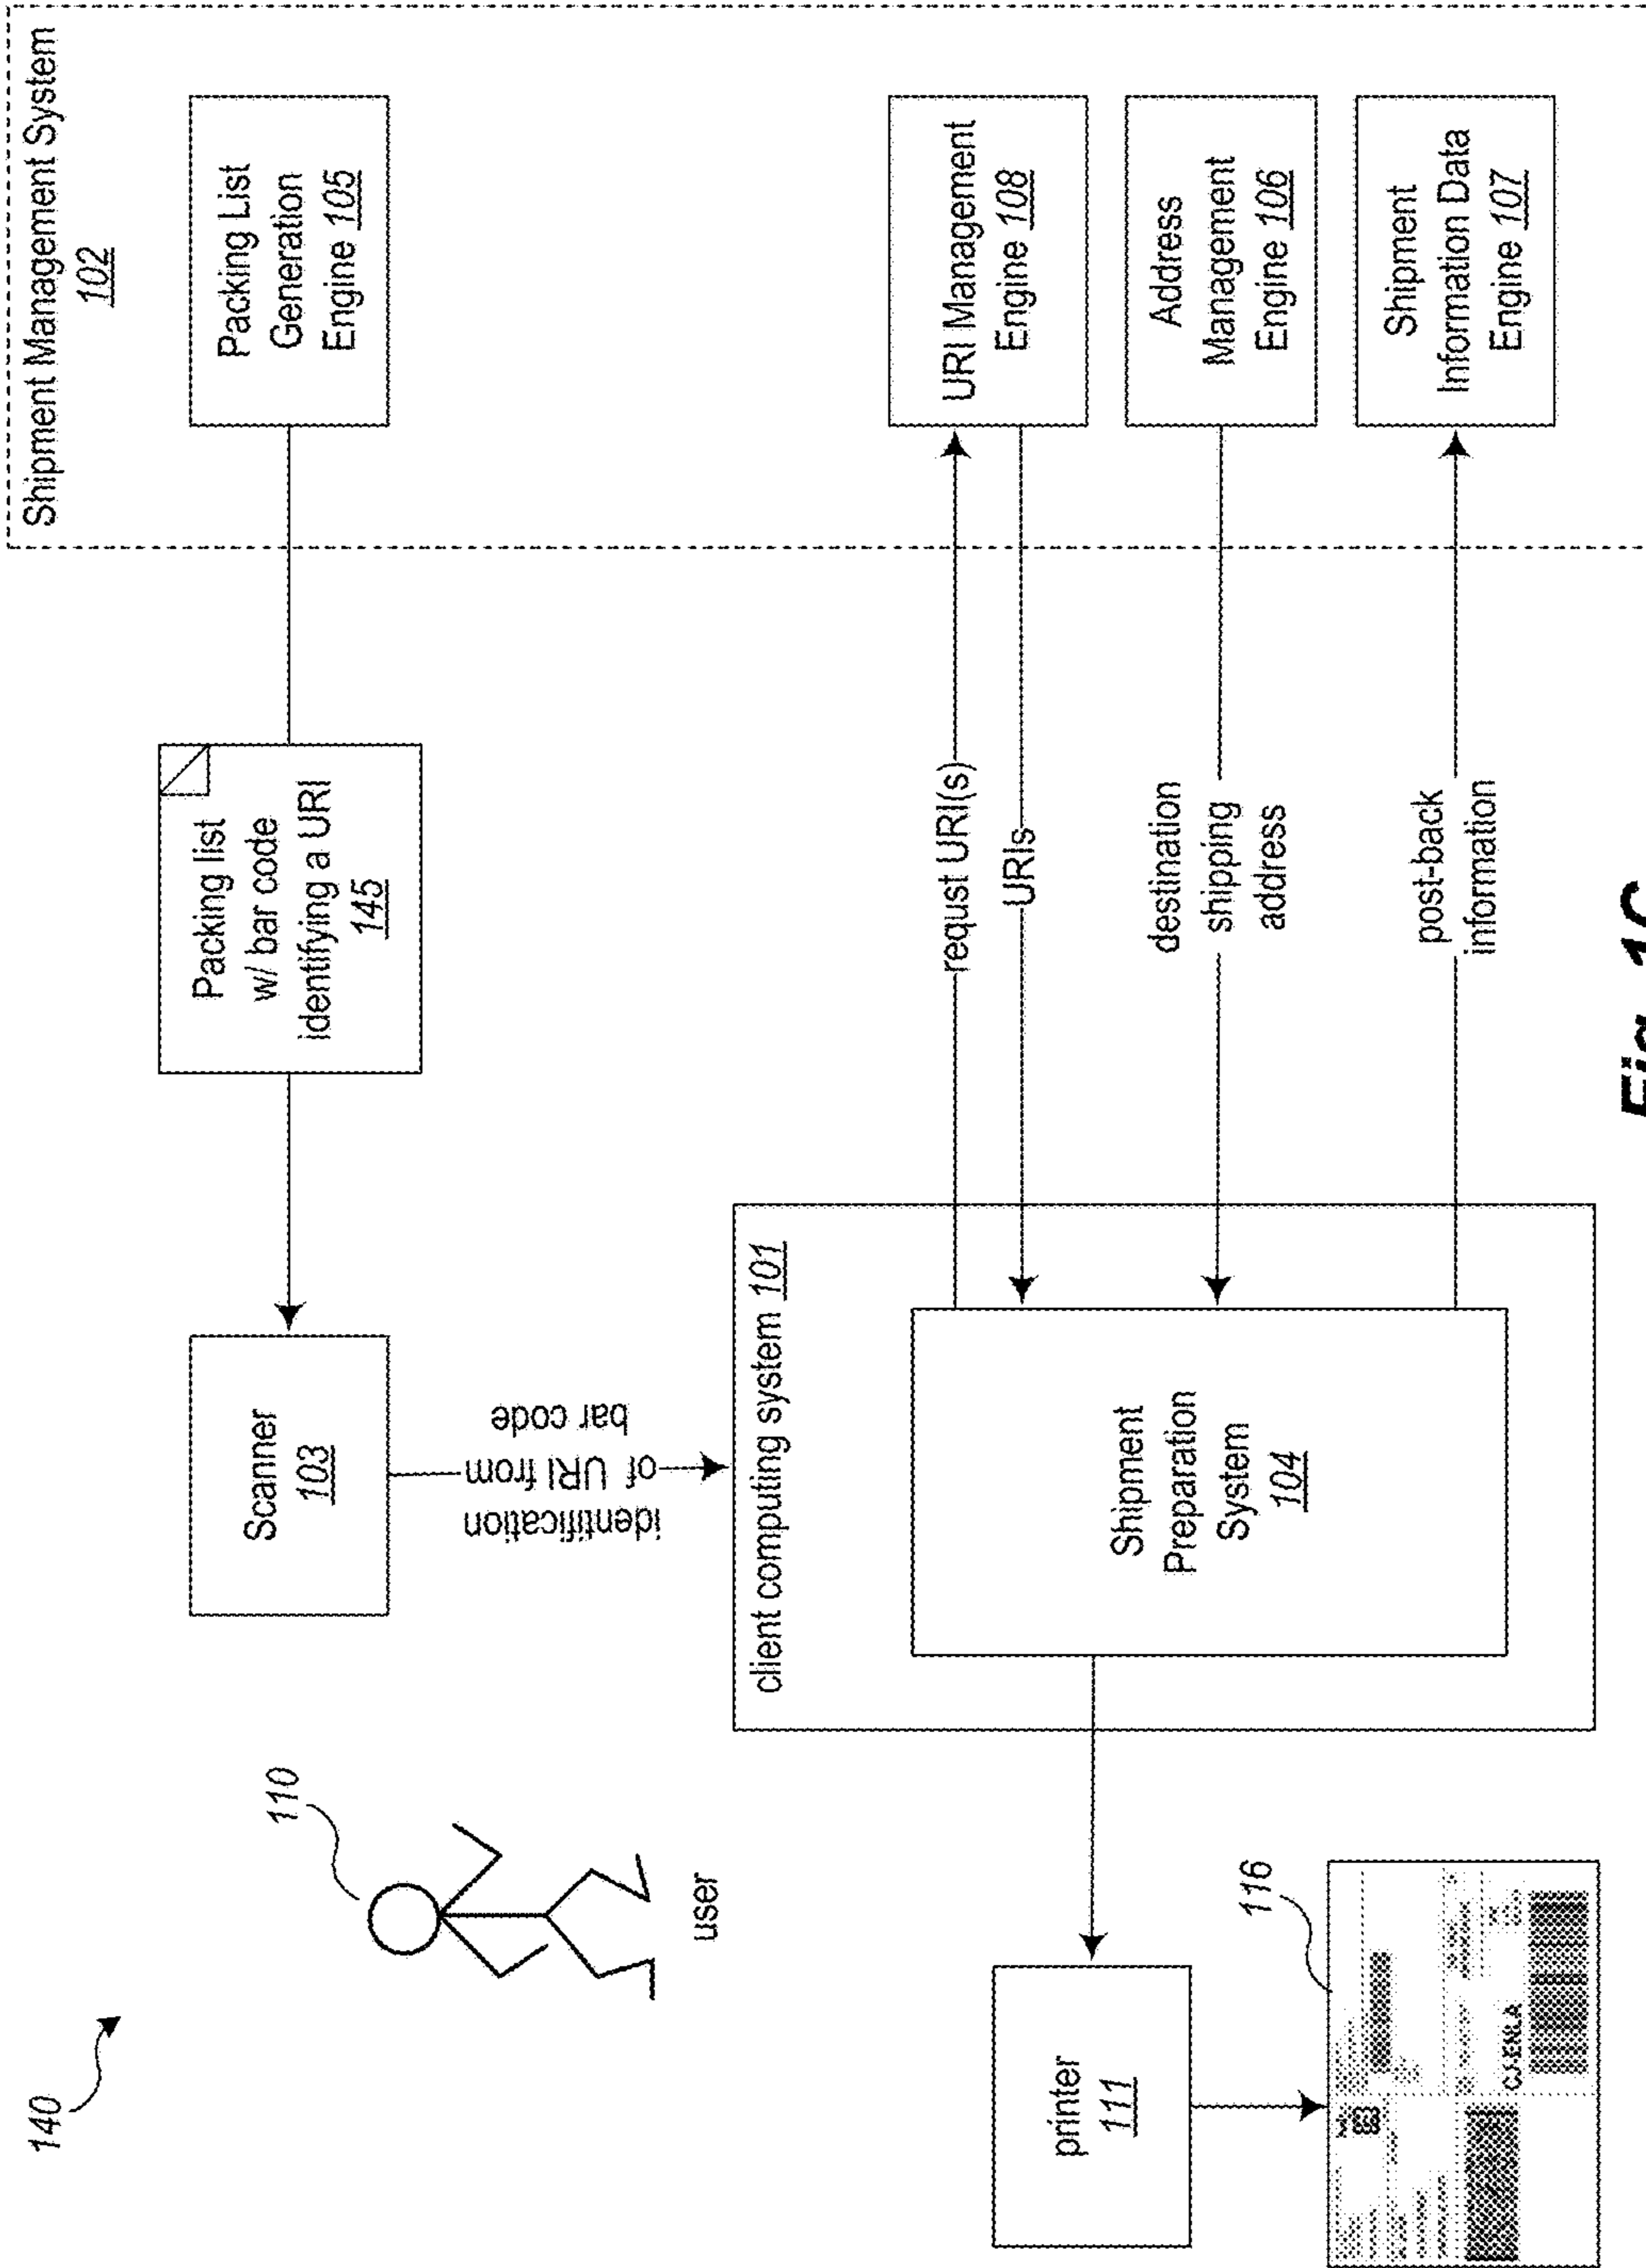 140
110
user
Scanner
103
identification
of URI from
bar code
Packing list
w/ bar code
identifying a URI
145
Shipment Management System
102
Packing List
Generation
Engine 105
client computing system 101
Shipment
Preparation
System
104
requst URI(s)
URIs
destination
shipping
address
post-back
information
URI Management
Engine 108
Address
Management
Engine 106
Shipment
Information Data
Engine 107
printer
111
116
Fig. 1C